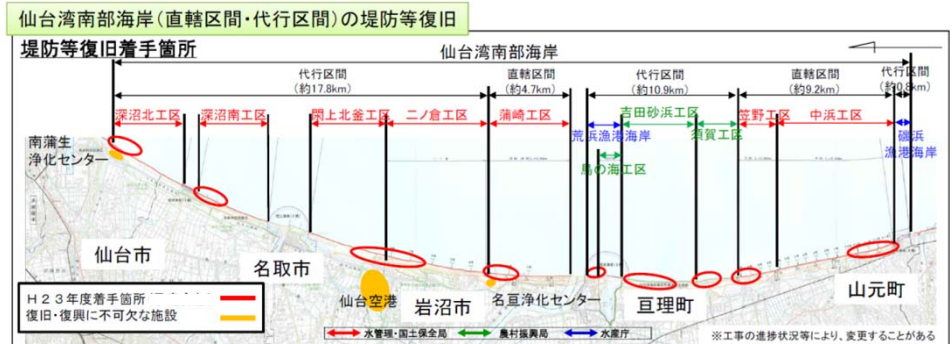 仙台湾南部海岸(直轄区間・代行区間)の堤防等復旧
堤防等復旧着手箇所
仙台湾南部海岸
代行区間
(約17.8km)
直轄区間
(約4.7km)
代行区間
(約10.9km)
直轄区間
(約9.2km)
代行区間
(約0.8km)
深沼北工区
深沼南工区
閖上北釜工区
二ノ倉工区
蒲崎工区
荒浜漁港海岸
吉田砂浜工区
須賀工区
笠野工区
中浜工区
磯浜
漁港海岸
鳥の海工区
南蒲生
浄化センター
仙台市
名取市
仙台空港
岩沼市
名亘浄化センター
亘理町
山元町
H23年度着手箇所
復旧・復興に不可欠な施設
水管理・国土保全局
農村振興局
水産庁
※工事の進捗状況等により、変更することがある